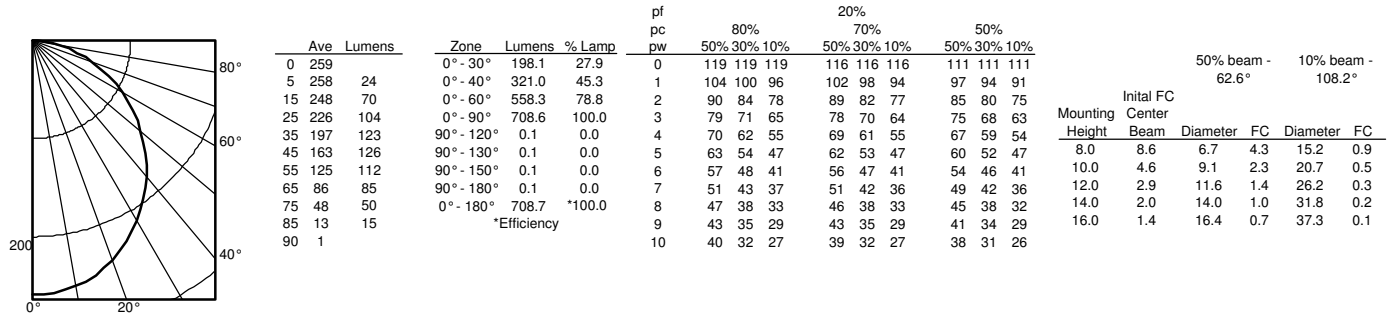 80°
60°
40°
200
0° 20°
Ave Lumens
0 259
5 258 24
15 248 70
25 226 104
35 197 123
45 163 126
55 125 112
65 86 85
75 48 50
85 13 15
90 1
Zone Lumens % Lamp
0°-30° 198.1 27.9
0°-40° 321.0 45.3
0°-60° 558.3 78.8
0°-90° 708.6 100.0
90°-120° 0.1 0.0
90°-130° 0.1 0.0
90°-150° 0.1 0.0
90°-180° 0.1 0.0
0°-180° 708.7 *100.0
*Efficiency
pf 20%
pc 80% 70% 50%
pw 50% 30% 10% 50% 30% 10% 50% 30% 10%
0 119 119 119 116 116 116 111 111 111
1 104 100 96 102 98 94 97 94 91
2 90 84 78 89 82 77 85 80 75
3 79 71 65 78 70 64 75 68 63
4 70 62 55 69 61 55 67 59 54
5 63 54 47 62 53 47 60 52 47
6 57 48 41 56 47 41 54 46 41
7 51 43 37 51 42 36 49 42 36
8 47 38 33 46 38 33 45 38 32
9 43 35 29 43 35 29 41 34 29
10 40 32 27 39 32 27 38 31 26
50% beam - 10% beam -
62.6° 108.2°
Inital FC
Mounting Center
Height Beam Diameter FC Diameter FC
8.0 8.6 6.7 4.3 15.2 0.9
10.0 4.6 9.1 2.3 20.7 0.5
12.0 2.9 11.6 1.4 26.2 0.3
14.0 2.0 14.0 1.0 31.8 0.2
16.0 1.4 16.4 0.7 37.3 0.1